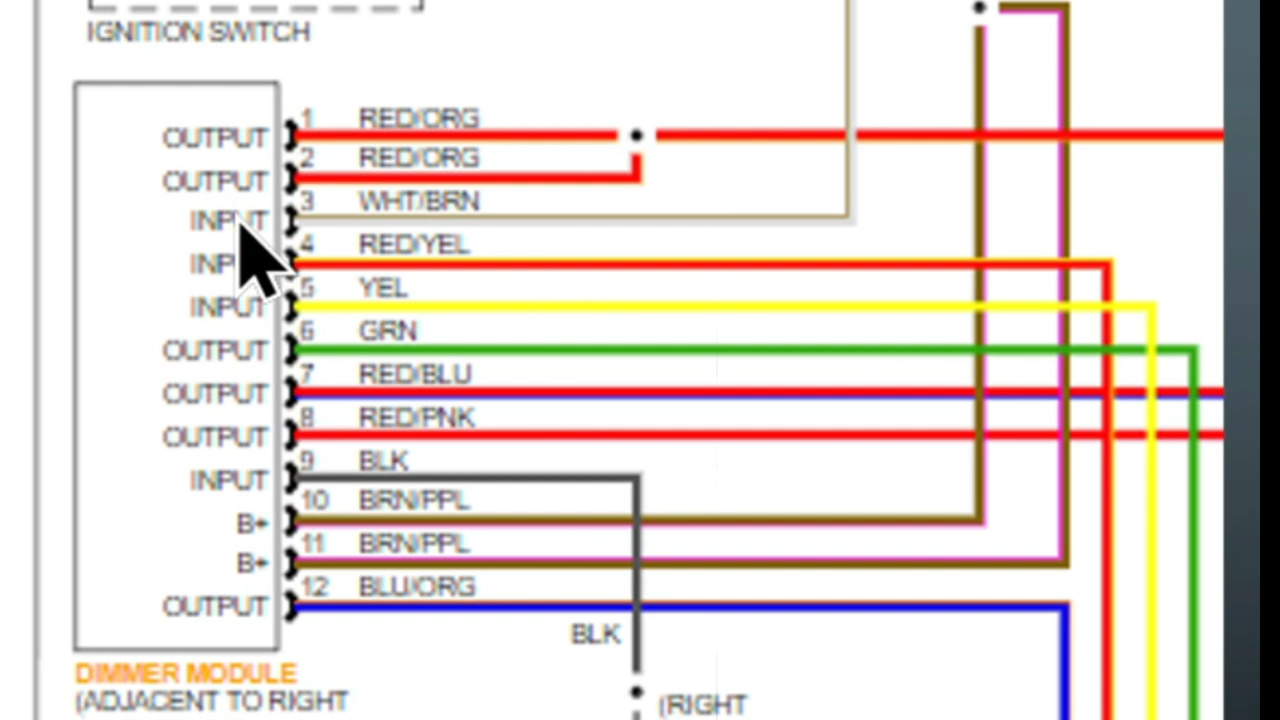 IGNITION SWITCH
OUTPUT 1 RED/ORG
OUTPUT 2 RED/ORG
INPUT 3 WHT/BRN
4 RED/YEL
INPUT 5 YEL
OUTPUT 6 GRN
OUTPUT 7 RED/BLU
OUTPUT 8 RED/PNK
INPUT 9 BLK
B+ 10 BRN/PPL
B+ 11 BRN/PPL
OUTPUT 12 BLU/ORG
BLK
DIMMER MODULE
(ADJACENT TO RIGHT
(RIGHT